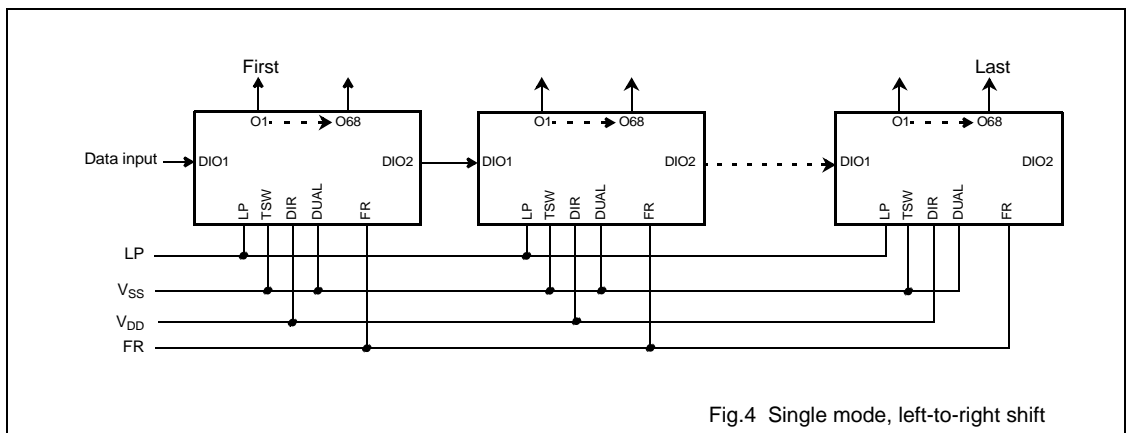 First
Last
O1 O68
O1 O68
O1 O68
Data input
DIO1 DIO2
DIO1 DIO2
DIO1 DIO2
LP TSW DIR DUAL FR
LP TSW DIR DUAL FR
LP TSW DIR DUAL FR
LP
VSS
VDD
FR
Fig.4 Single mode, left-to-right shift